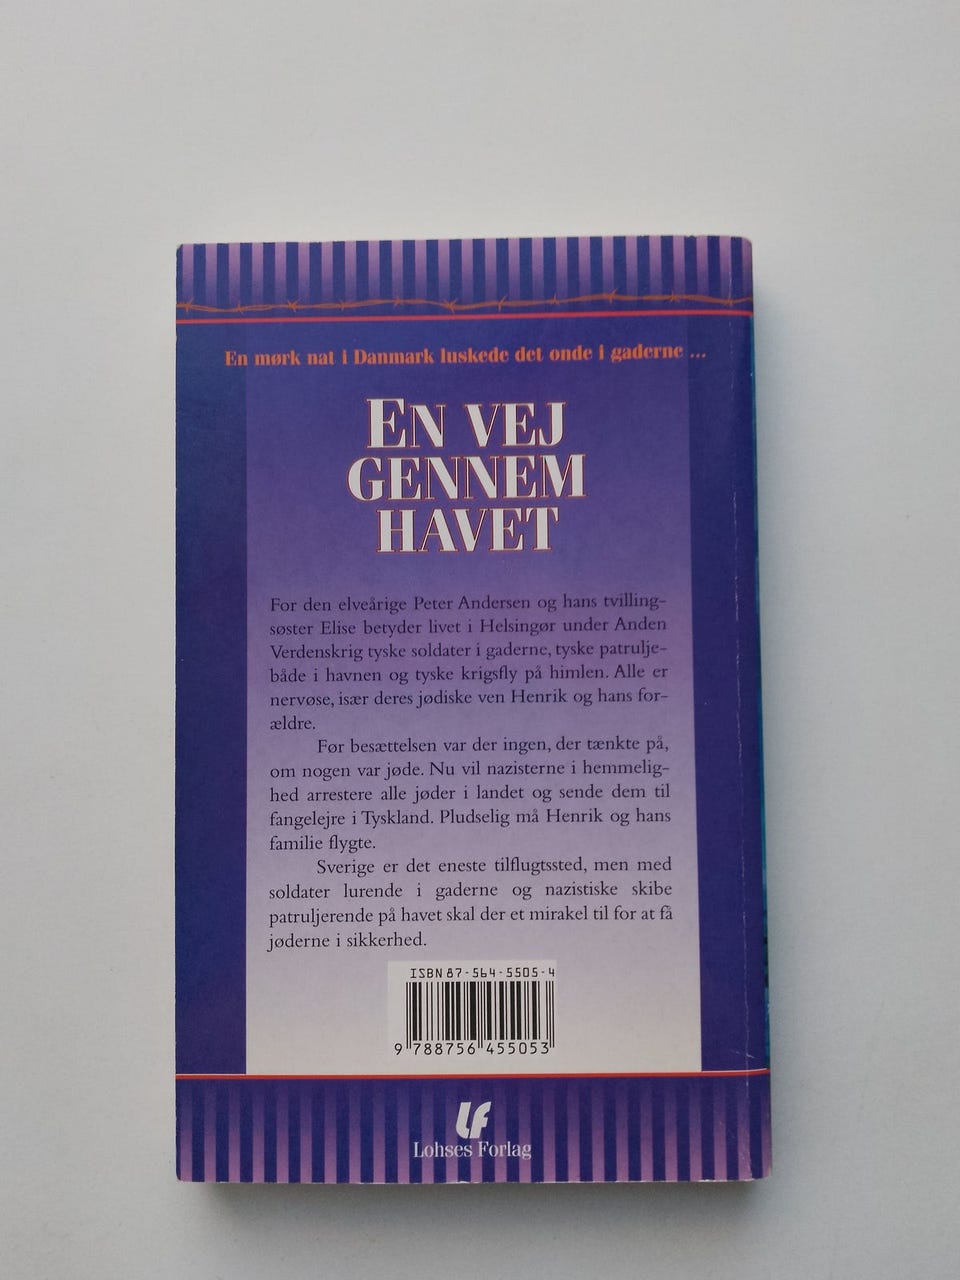 En mørk nat i Danmark luskede det onde i gaderne ...
EN VEJ
GENNEM
HAVET
For den elveårige Peter Andersen og hans tvilling-
søster Elise betyder livet i Helsingør under Anden
Verdenskrig tyske soldater i gaderne, tyske patrulje-
både i havnen og tyske krigsfly på himlen. Alle er
nervøse, især deres jødiske ven Henrik og hans for-
ældre.
Før besættelsen var der ingen, der tænkte på,
om nogen var jøde. Nu vil nazisterne i hemmelig-
hed arrestere alle jøder i landet og sende dem til
fangelejre i Tyskland. Pludselig må Henrik og hans
familie flygte.
Sverige er det eneste tilflugtssted, men med
soldater lurende i gaderne og nazistiske skibe
patruljerende på havet skal der et mirakel til for at få
jøderne i sikkerhed.
ISBN 87-564-5505-4
9 788756 455053
LF
Lohses Forlag